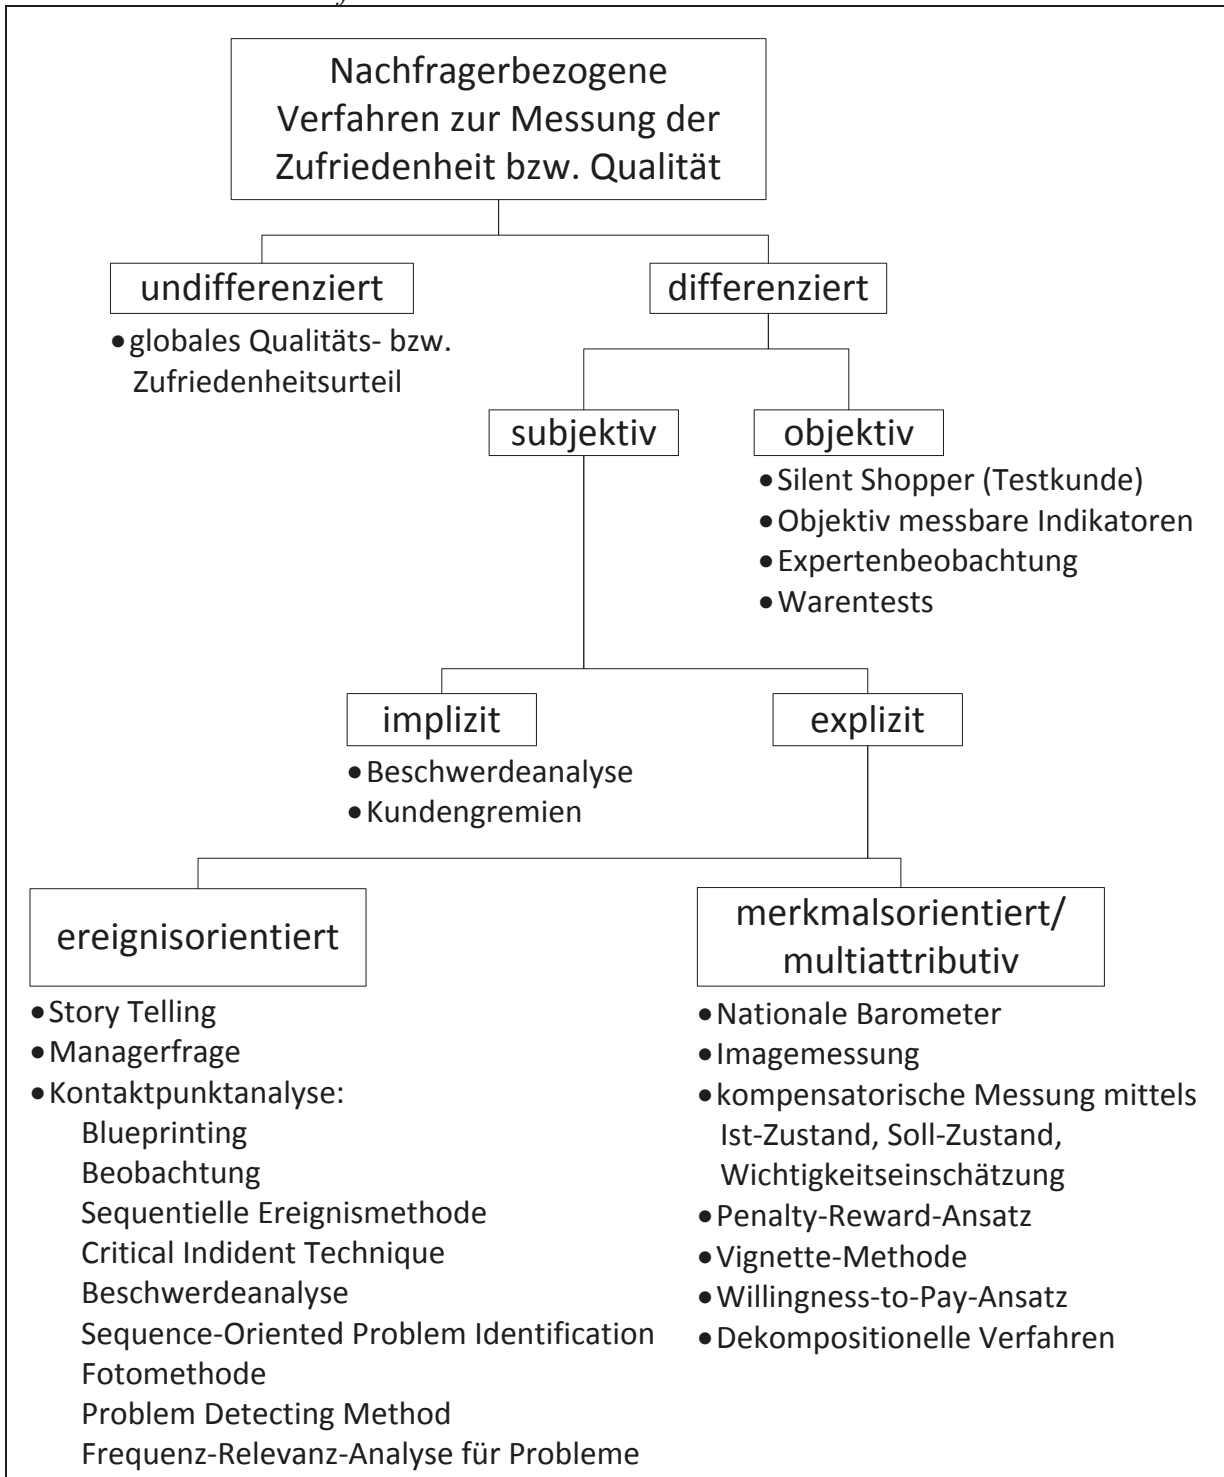 Nachfragerbezogene
Verfahren zur Messung der
Zufriedenheit bzw. Qualität
undifferenziert
differenziert
•globales Qualitäts- bzw.
Zufriedenheitsurteil
subjektiv
objektiv
•Silent Shopper (Testkunde)
•Objektiv messbare Indikatoren
•Expertenbeobachtung
•Warentests
implizit
explizit
•Beschwerdeanalyse
•Kundengremien
ereignisorientiert
•Story Telling
•Managerfrage
•Kontaktpunktanalyse:
Blueprinting
Beobachtung
Sequentielle Ereignismethode
Critical Indident Technique
Beschwerdeanalyse
Sequence-Oriented Problem Identification
Fotomethode
Problem Detecting Method
Frequenz-Relevanz-Analyse für Probleme
merkmalsorientiert/
multiattributiv
•Nationale Barometer
•Imagemessung
•kompensatorische Messung mittels
Ist-Zustand, Soll-Zustand,
Wichtigkeitseinschätzung
•Penalty-Reward-Ansatz
•Vignette-Methode
•Willingness-to-Pay-Ansatz
•Dekompositionelle Verfahren